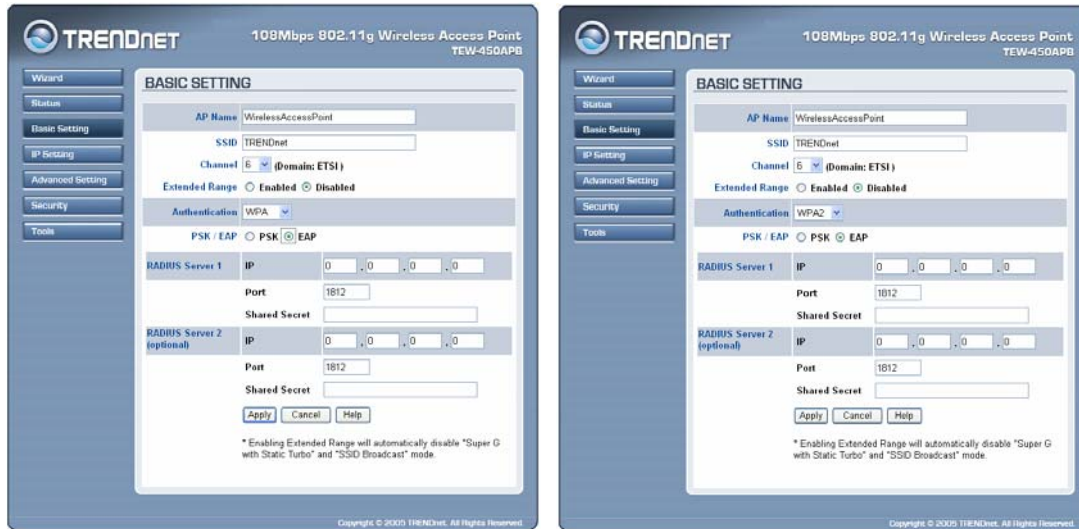 TRENDNET
108Mbps 802.11g Wireless Access Point
TEW-450APB
Wizard
Status
Basic Setting
IP Setting
Advanced Setting
Security
Tools
BASIC SETTING
AP Name WirelessAccessPoint
SSID TRENDnet
Channel 6 (Domain: ETSI )
Extended Range Enabled Disabled
Authentication WPA
PSK / EAP PSK EAP
RADIUS Server 1 IP 0 . 0 . 0 . 0
Port 1812
Shared Secret
RADIUS Server 2 (optional) IP 0 . 0 . 0 . 0
Port 1812
Shared Secret
Apply Cancel Help
* Enabling Extended Range will automatically disable "Super G
with Static Turbo" and "SSID Broadcast" mode.
Copyright © 2005 TRENDnet. All Rights Reserved.
TRENDNET
108Mbps 802.11g Wireless Access Point
TEW-450APB
Wizard
Status
Basic Setting
IP Setting
Advanced Setting
Security
Tools
BASIC SETTING
AP Name WirelessAccessPoint
SSID TRENDnet
Channel 6 (Domain: ETSI )
Extended Range Enabled Disabled
Authentication WPA2
PSK / EAP PSK EAP
RADIUS Server 1 IP 0 . 0 . 0 . 0
Port 1812
Shared Secret
RADIUS Server 2 (optional) IP 0 . 0 . 0 . 0
Port 1812
Shared Secret
Apply Cancel Help
* Enabling Extended Range will automatically disable "Super G
with Static Turbo" and "SSID Broadcast" mode.
Copyright © 2005 TRENDnet. All Rights Reserved.